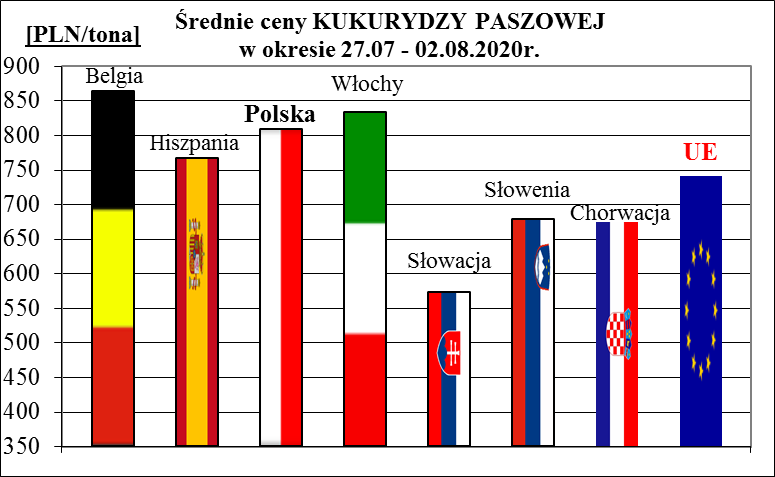 Średnie ceny KUKURYDZY PASZOWEJ
w okresie 27.07 - 02.08.2020r.
[PLN/tona]
900
850
800
750
700
650
600
550
500
450
400
350
Belgia
Hiszpania
Polska
Włochy
Słowacja
Słowenia
Chorwacja
UE